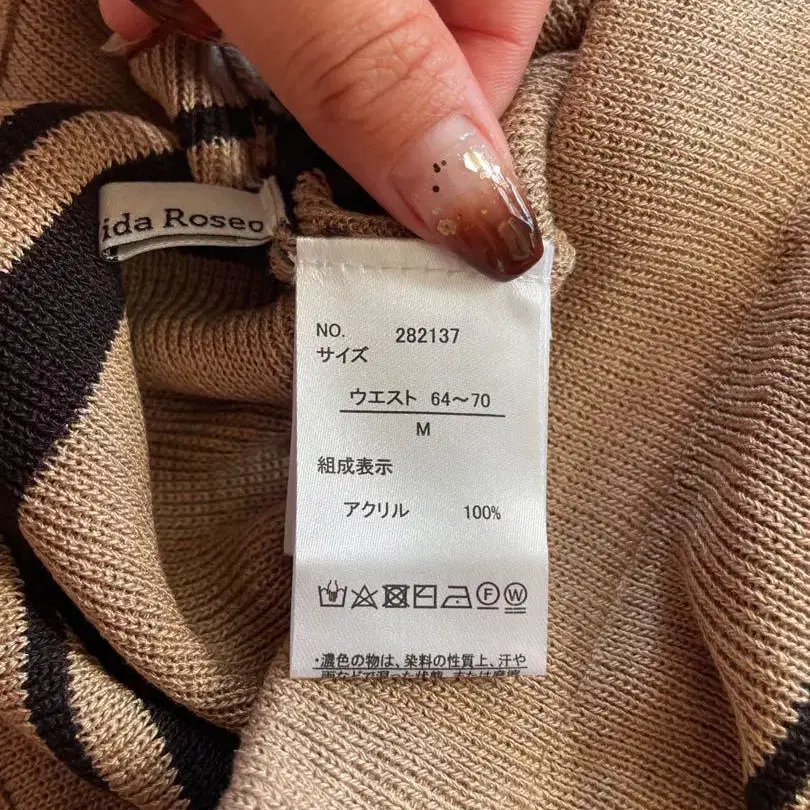 ida Roseo
NO. 282137
サイズ
ウエスト 64～70
M
組成表示
アクリル 100%
F W
・濃色の物は、染料の性質上、汗や